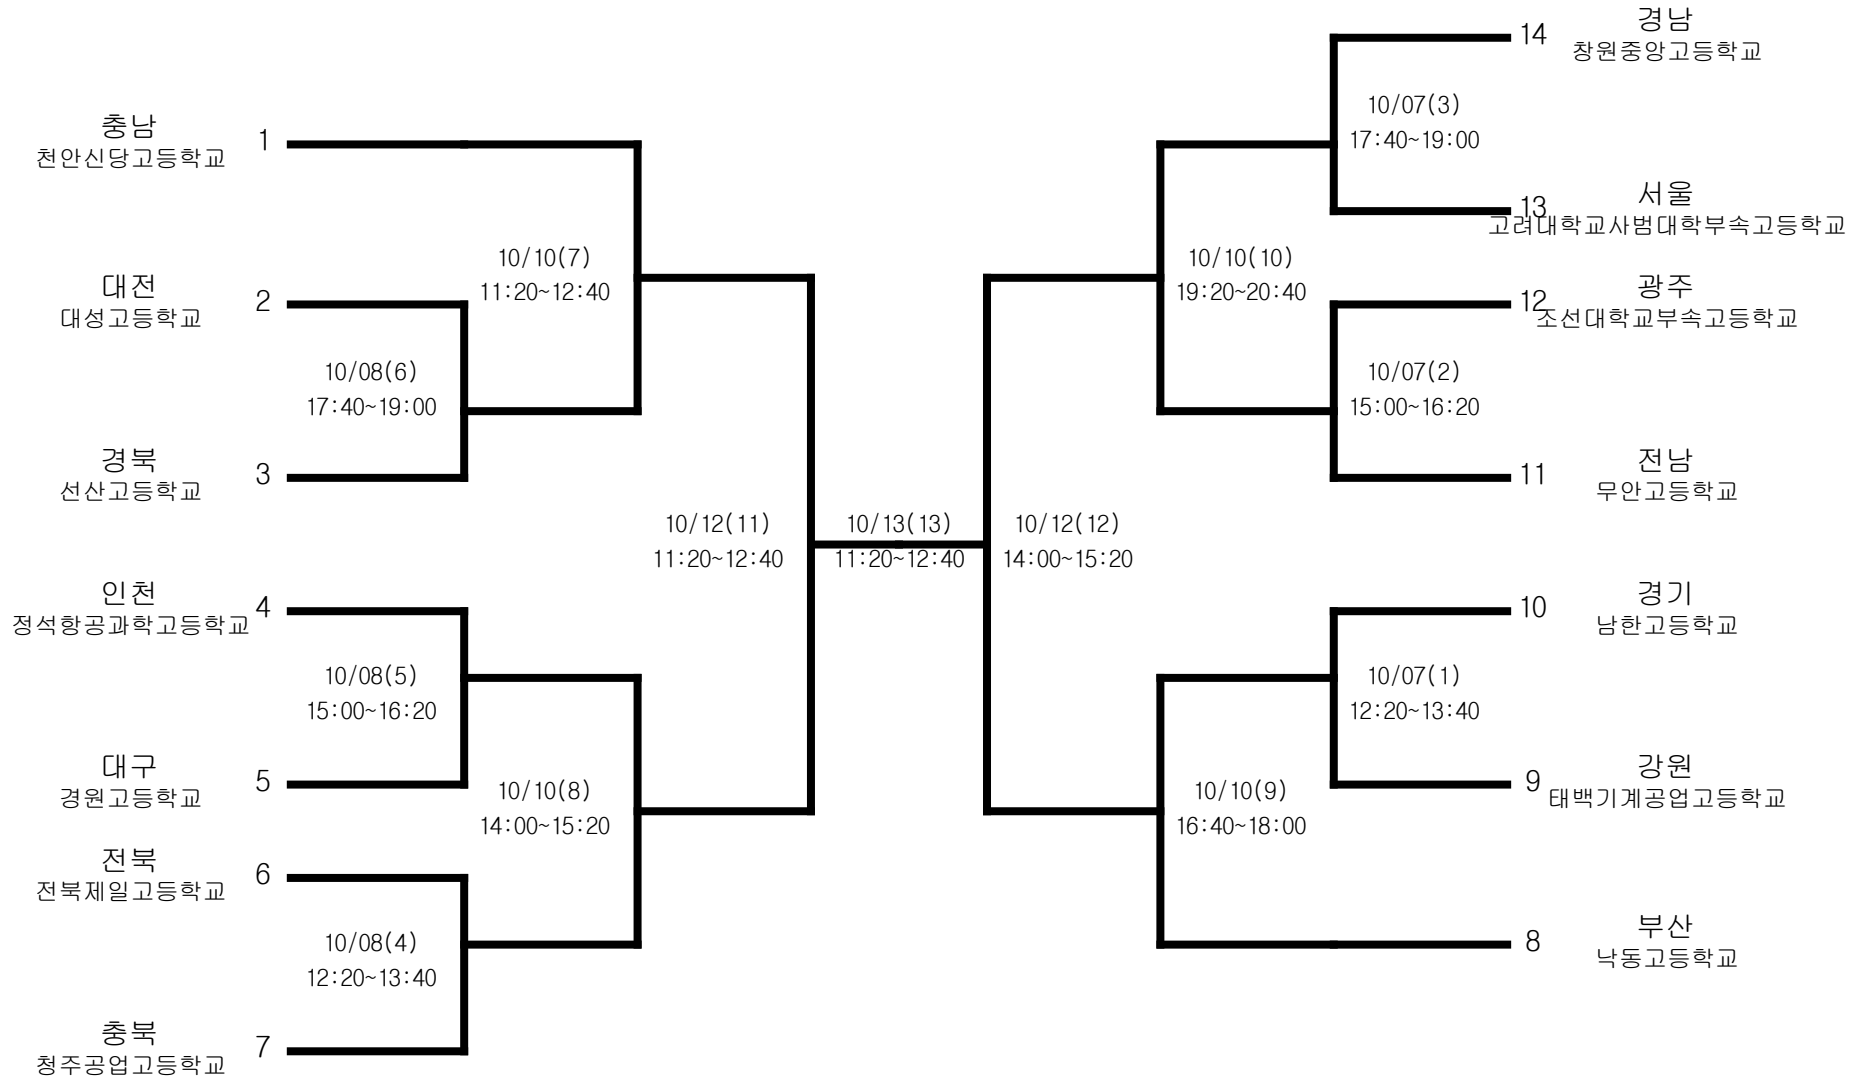 충남
천안신당고등학교
1
대전
대성고등학교
2
10/08(6)
17:40~19:00
경북
선산고등학교
3
10/10(7)
11:20~12:40
인천
정석항공과학고등학교
4
10/08(5)
15:00~16:20
대구
경원고등학교
5
전북
전북제일고등학교
6
10/08(4)
12:20~13:40
충북
청주공업고등학교
7
10/10(8)
14:00~15:20
10/12(11)
11:20~12:40
10/13(13)
11:20~12:40
10/12(12)
14:00~15:20
14
경남
창원중앙고등학교
10/07(3)
17:40~19:00
13
서울
고려대학교사범대학부속고등학교
10/10(10)
19:20~20:40
12
광주
조선대학교부속고등학교
10/07(2)
15:00~16:20
11
전남
무안고등학교
10
경기
남한고등학교
10/07(1)
12:20~13:40
9
강원
태백기계공업고등학교
10/10(9)
16:40~18:00
8
부산
낙동고등학교